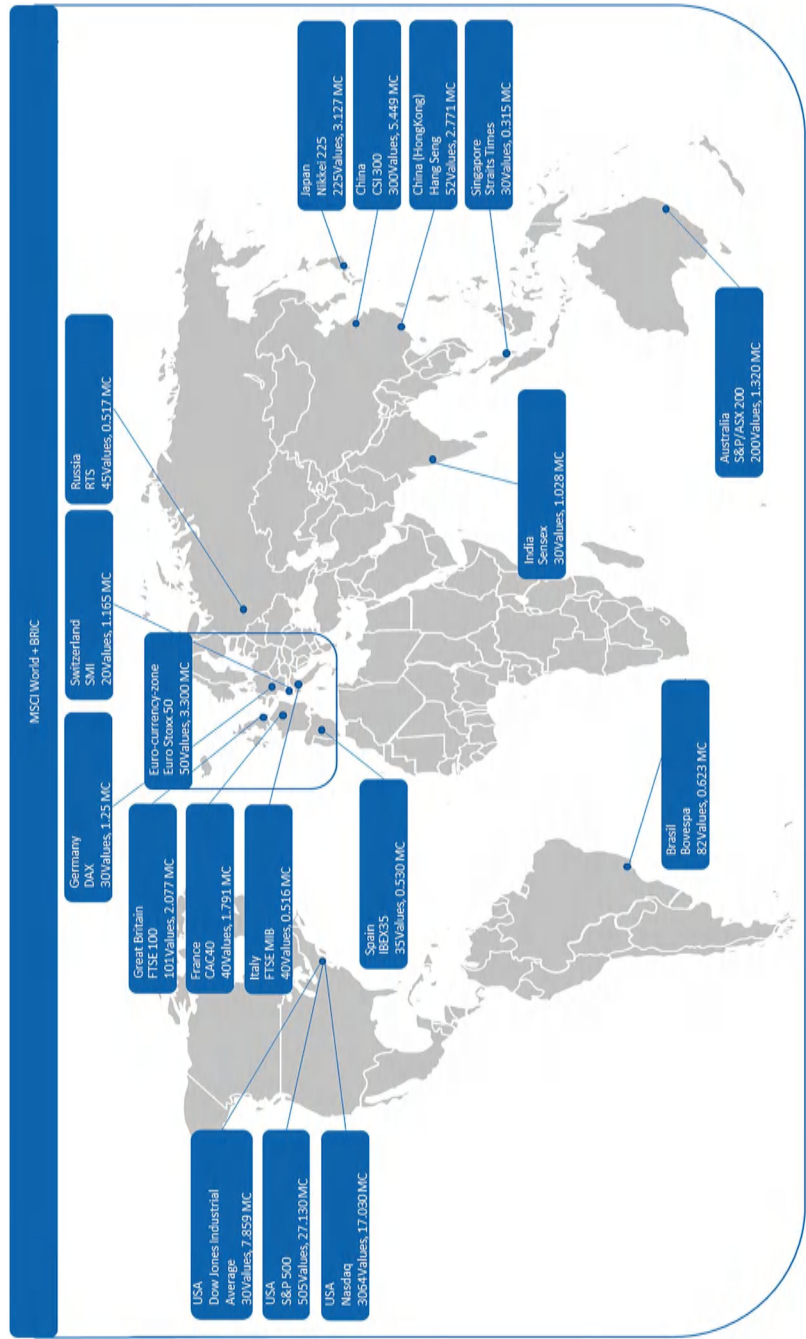 MSCI World + BRIC
Germany
DAX
30Values, 1.25 MC
Switzerland
SMI
20Values, 1.165 MC
Russia
RTS
45Values, 0.517 MC
Great Britain
FTSE 100
101Values, 2.077 MC
Euro-currency-zone
Euro Stoxx 50
50Values, 3.300 MC
France
CAC40
40Values, 1.791 MC
Italy
FTSE MIB
40Values, 0.516 MC
USA
Dow Jones Industrial
Average
30Values, 7.859 MC
USA
S&P 500
505Values, 27.130 MC
USA
Nasdaq
3064Values, 17.030 MC
Spain
IBEX35
35Values, 0.530 MC
Japan
Nikkei 225
225Values, 3.127 MC
China
CSI 300
300Values, 5.449 MC
China (HongKong)
Hang Seng
52Values, 2.771 MC
Singapore
Straits Times
30Values, 0.315 MC
India
Sensex
30Values, 1.028 MC
Brasil
Bovespa
82Values, 0.623 MC
Australia
S&P/ASX 200
200Values, 1.320 MC